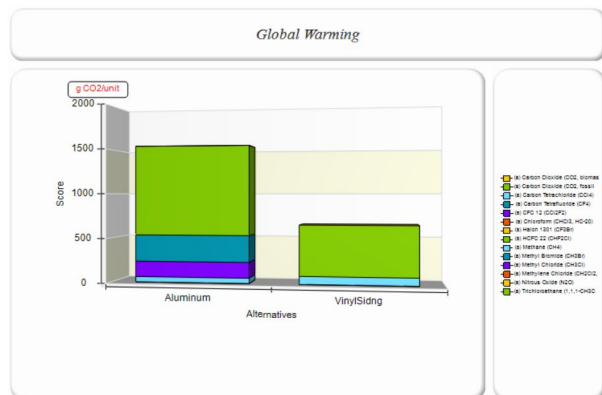 Global Warming
g CO2/unit
2000
1500
1000
500
0
Score
Aluminum
VinylSidng
Alternatives
(a) Carbon Dioxide (CO2, biomas
(a) Carbon Dioxide (CO2, fossil
(a) Carbon Tetrachloride (CCl4)
(a) Carbon Tetrafluoride (CF4)
(a) CFC 12 (CCl2F2)
(a) Chloroform (CHCl3, HC-20)
(a) Halon 1301 (CF3Br)
(a) HCFC 22 (CHF2Cl)
(a) Methane (CH4)
(a) Methyl Bromide (CH3Br)
(a) Methyl Chloride (CH3Cl)
(a) Methylene Chloride (CH2Cl2,
(a) Nitrous Oxide (N2O)
(a) Trichloroethane (1,1,1-CH3C